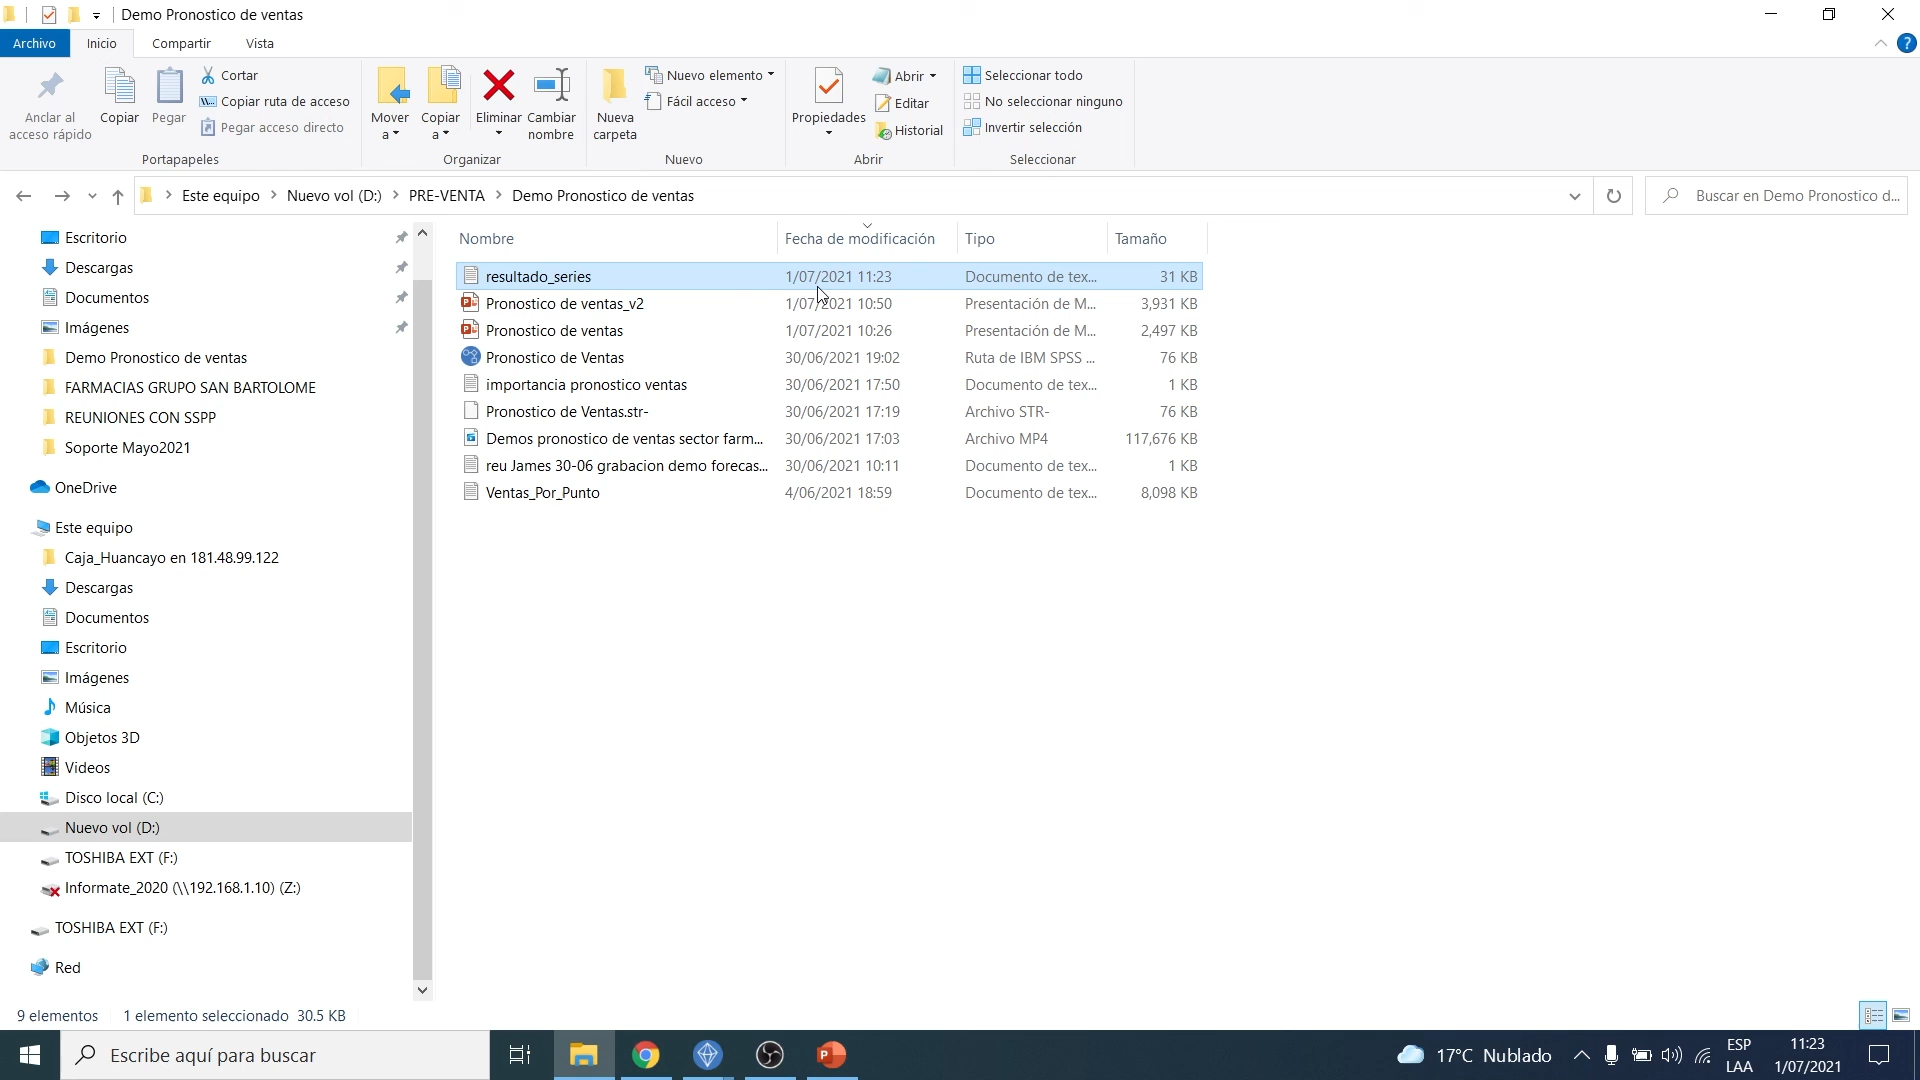 Demo Pronostico de ventas
Archivo Inicio Compartir Vista
Anclar al acceso rápido
Copiar
Pegar
Cortar
Copiar ruta de acceso
Pegar acceso directo
Portapapeles
Mover a
Copiar a
Eliminar
Cambiar nombre
Organizar
Nueva carpeta
Nuevo elemento
Fácil acceso
Nuevo
Propiedades
Abrir
Editar
Historial
Abrir
Seleccionar todo
No seleccionar ninguno
Invertir selección
Seleccionar
Este equipo > Nuevo vol (D:) > PRE-VENTA > Demo Pronostico de ventas
Buscar en Demo Pronostico d...
Escritorio
Descargas
Documentos
Imágenes
Demo Pronostico de ventas
FARMACIAS GRUPO SAN BARTOLOME
REUNIONES CON SSPP
Soporte Mayo2021
OneDrive
Este equipo
Caja_Huancayo en 181.48.99.122
Descargas
Documentos
Escritorio
Imágenes
Música
Objetos 3D
Videos
Disco local (C:)
Nuevo vol (D:)
TOSHIBA EXT (F:)
Informate_2020 (\\192.168.1.10) (Z:)
TOSHIBA EXT (F:)
Red
Nombre Fecha de modificación Tipo Tamaño
resultado_series 1/07/2021 11:23 Documento de tex... 31 KB
Pronostico de ventas_v2 1/07/2021 10:50 Presentación de M... 3,931 KB
Pronostico de ventas 1/07/2021 10:26 Presentación de M... 2,497 KB
Pronostico de Ventas 30/06/2021 19:02 Ruta de IBM SPSS ... 76 KB
importancia pronostico ventas 30/06/2021 17:50 Documento de tex... 1 KB
Pronostico de Ventas.str- 30/06/2021 17:19 Archivo STR- 76 KB
Demos pronostico de ventas sector farm... 30/06/2021 17:03 Archivo MP4 117,676 KB
reu James 30-06 grabacion demo forecas... 30/06/2021 10:11 Documento de tex... 1 KB
Ventas_Por_Punto 4/06/2021 18:59 Documento de tex... 8,098 KB
9 elementos 1 elemento seleccionado 30.5 KB
Escribe aquí para buscar
17°C Nublado
ESP
LAA
11:23
1/07/2021